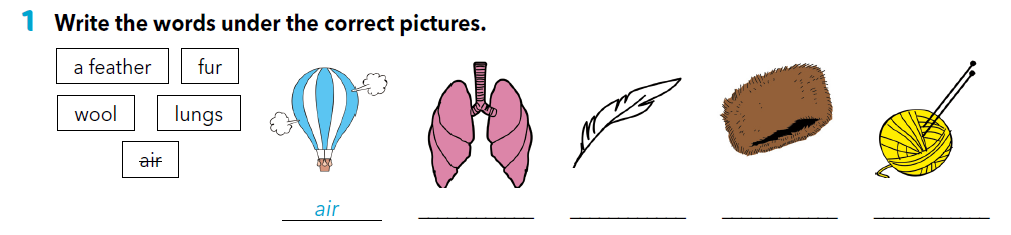 1 Write the words under the correct pictures.
a feather fur
wool lungs
air
air